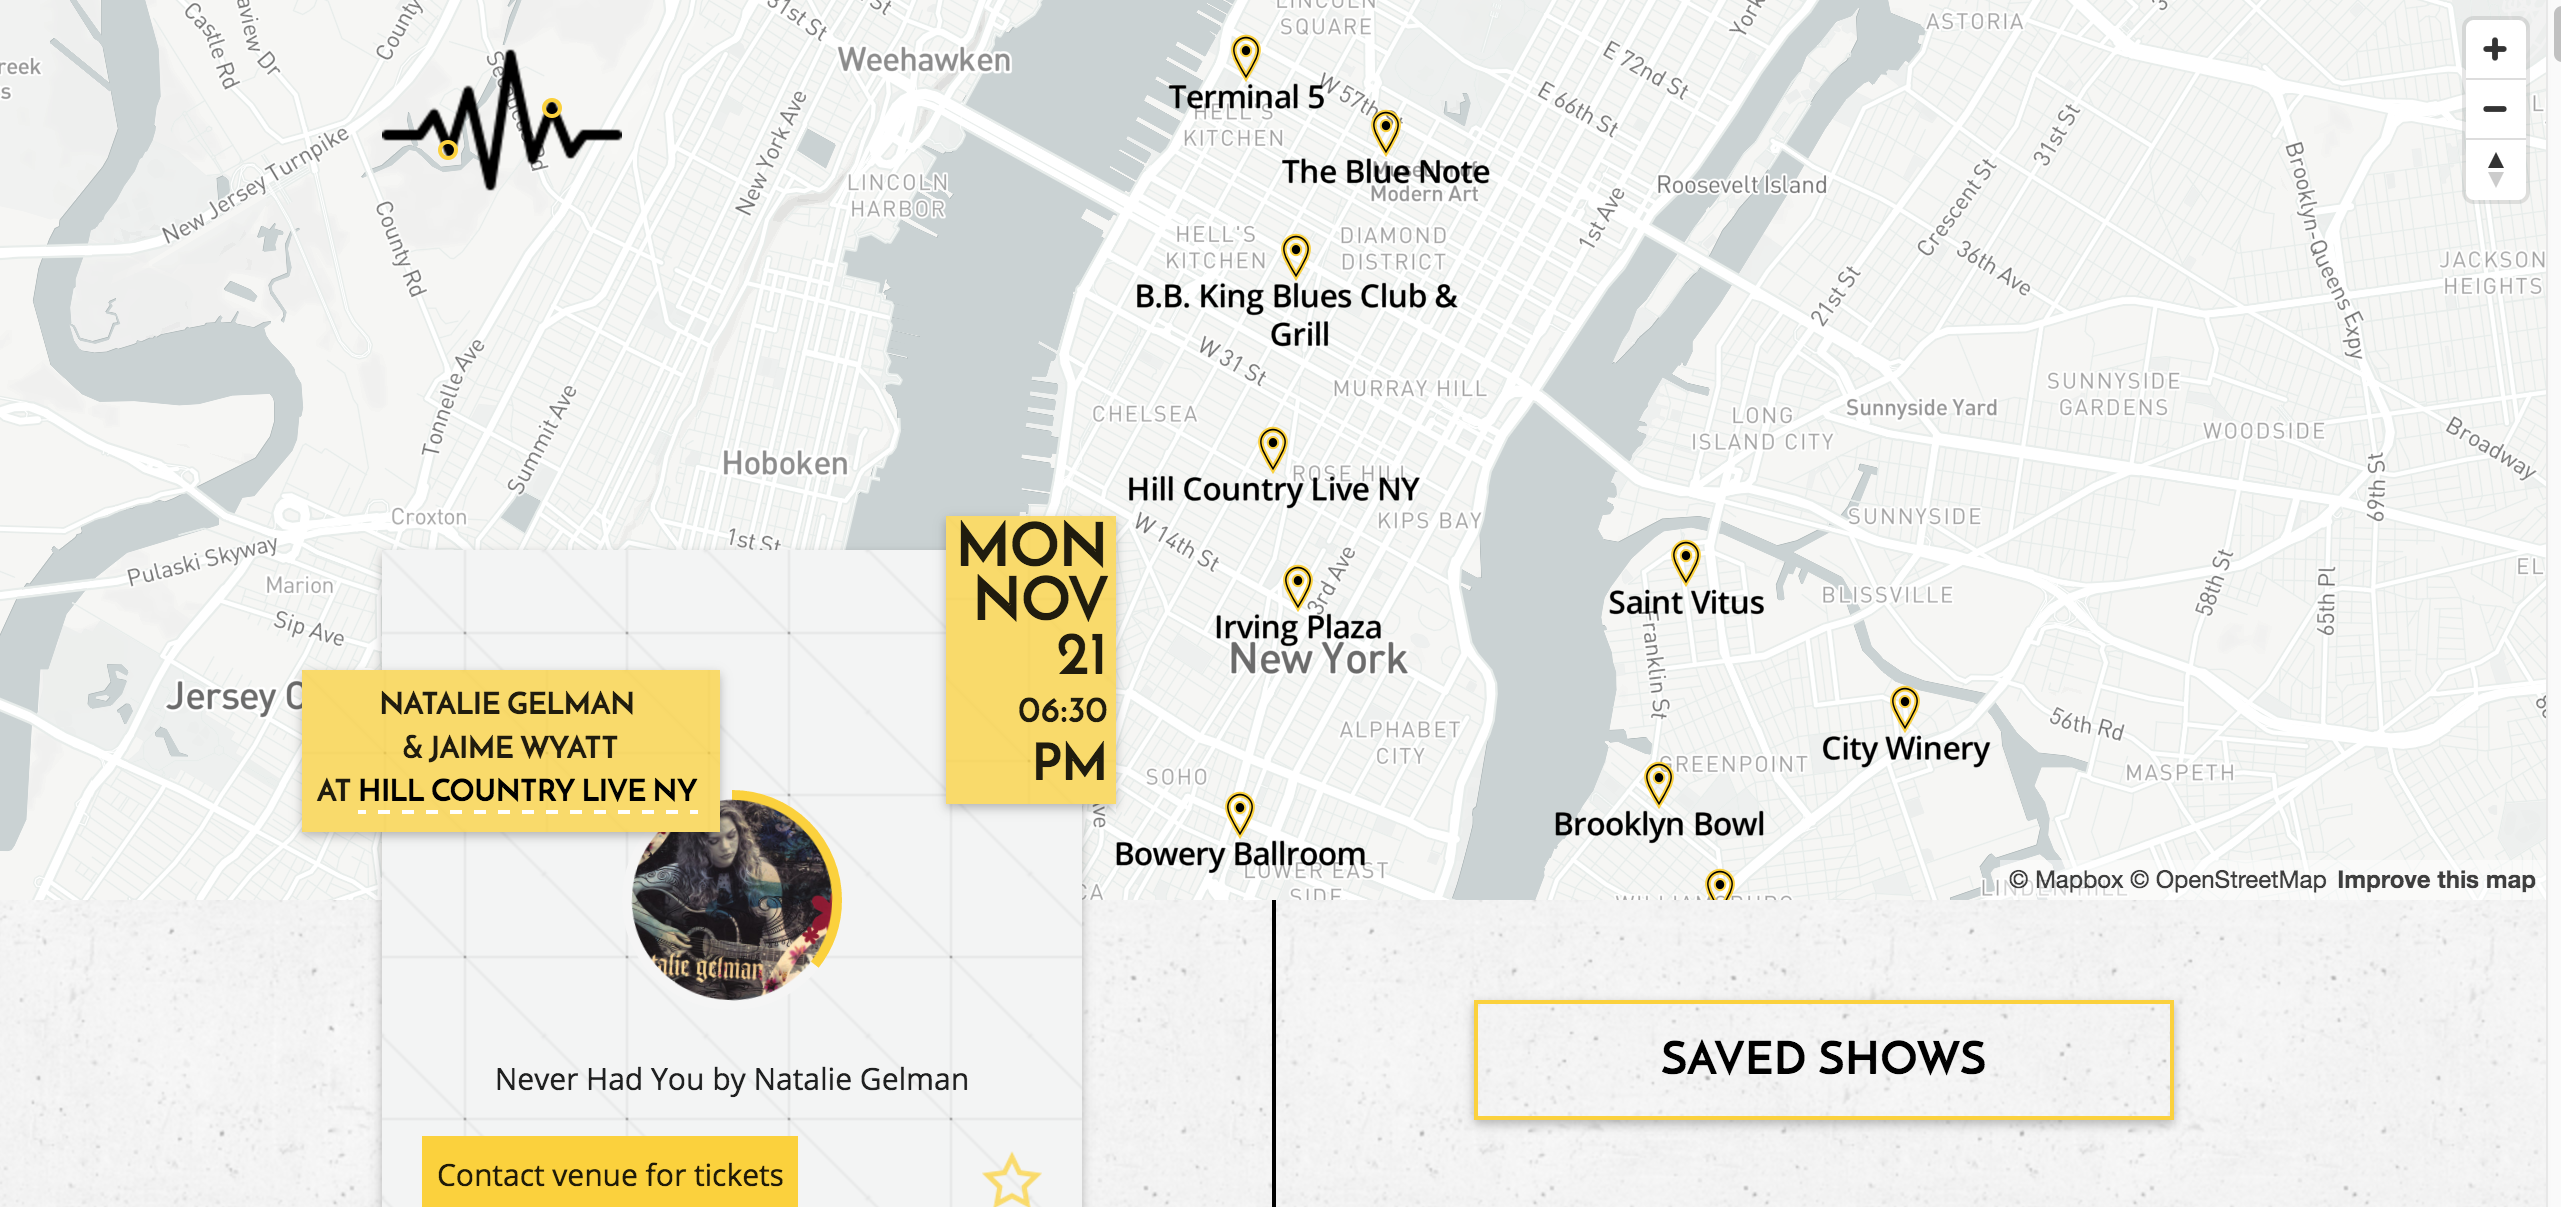 LINCOLN
SQUARE
ASTORIA
31st St
Castle Rd
County
Weehawken
E 72nd St
York
Terminal 5
W 57th
E 66th St
HELL'S
KITCHEN
The Blue Note
Modern Art
New Jersey Turnpike
New York Ave
LINCOLN
HARBOR
Roosevelt Island
31st St
Crescent St
1st Ave
County Rd
HELL'S
KITCHEN
DIAMOND
DISTRICT
36th Ave
21st St
Brooklyn-Queens Expy
JACKSON
HEIGHTS
B.B. King Blues Club &
Grill
W 31 St
MURRAY HILL
Tonnelle Ave
Summit Ave
CHELSEA
SUNNYSIDE
GARDENS
Sunnyside Yard
LONG
ISLAND CITY
WOODSIDE
Broadway
Hoboken
ROSE HILL
Hill Country Live NY
69th St
Croxton
1st St
KIPS BAY
W 14th St
SUNNYSIDE
Pulaski Skyway
Marion
Sip Ave
3rd Ave
Irving Plaza
New York
Saint Vitus
BLISSVILLE
58th St
65th Pl
EL
Franklin St
Jersey C
ALPHABET
CITY
SOHO
56th Rd
City Winery
GREENPOINT
MASPETH
Brooklyn Bowl
Bowery Ballroom
LOWER EAST
SIDE
© Mapbox © OpenStreetMap Improve this map
MON
NOV
21
06:30
PM
NATALIE GELMAN
& JAIME WYATT
AT HILL COUNTRY LIVE NY
natalie gelman
Never Had You by Natalie Gelman
Contact venue for tickets
SAVED SHOWS